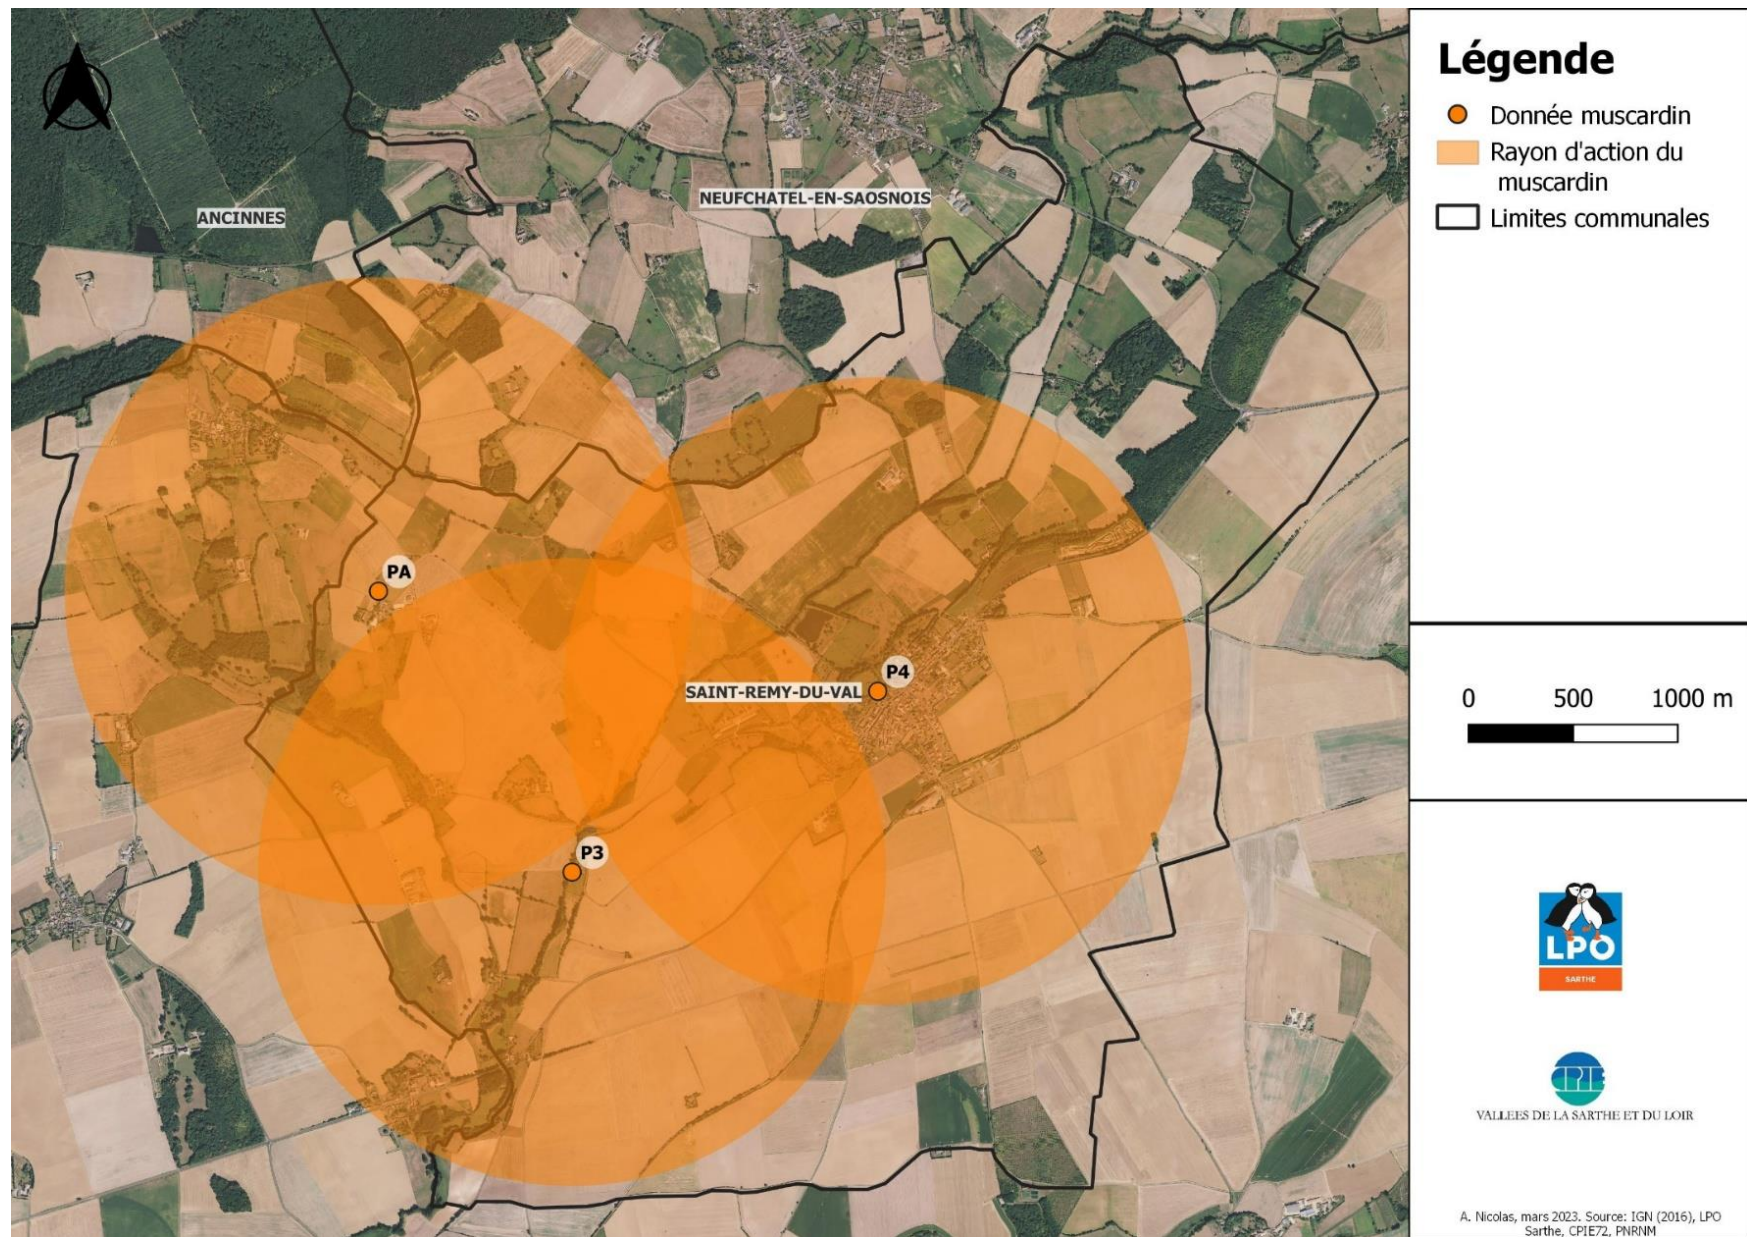 ANCINNES
NEUFCHATEL-EN-SAOSNOIS
PA
P4
SAINT-REMY-DU-VAL
P3
Légende
Donnée muscardin
Rayon d'action du
muscardin
Limites communales
0 500 1000 m
LPO
SARTHE
CPIE
VALLEES DE LA SARTHE ET DU LOIR
A. Nicolas, mars 2023. Source: IGN (2016), LPO
Sarthe, CPIE72, PNRNM